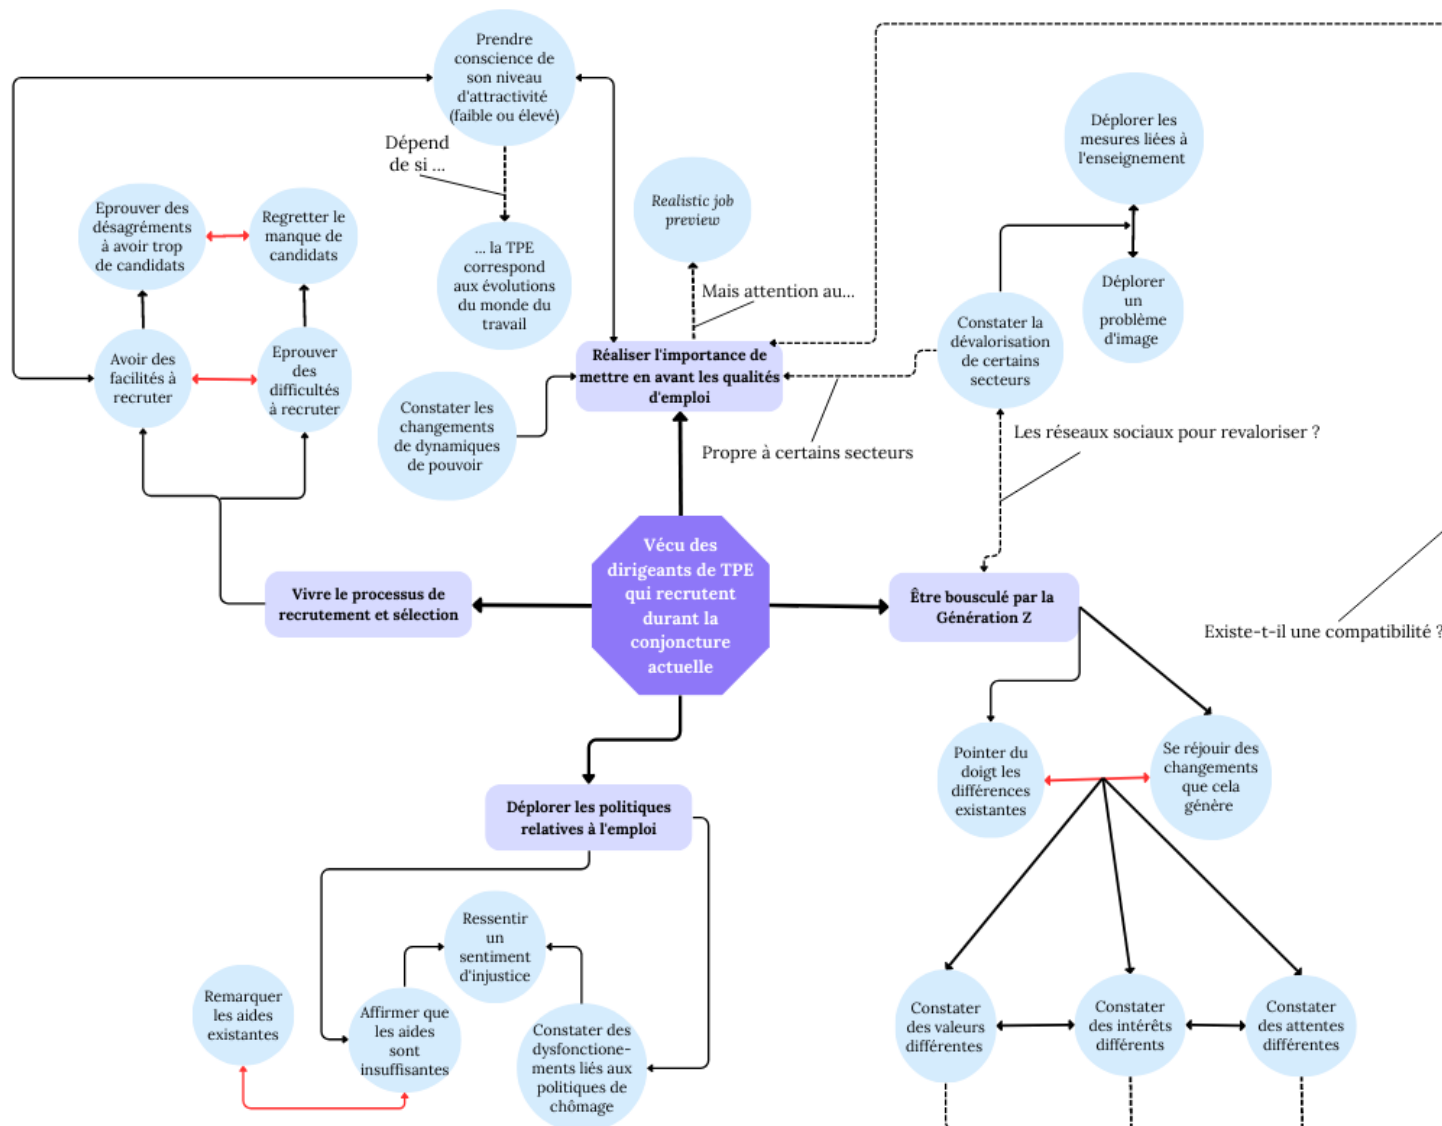 Prendre
conscience de
son niveau
d'attractivité
(faible ou élevé)
Dépend
de si ...
... la TPE
correspond
aux évolutions
du monde du
travail
Realistic job
preview
Mais attention au...
Déplorer les
mesures liées à
l'enseignement
Déplorer
un
problème
d'image
Constater la
dévalorisation
de certains
secteurs
Eprouver des
désagréments
à avoir trop
de candidats
Regretter le
manque de
candidats
Avoir des
facilités à
recruter
Eprouver
des
difficultés
à recruter
Réaliser l'importance de
mettre en avant les qualités
d'emploi
Constater les
changements
de dynamiques
de pouvoir
Propre à certains secteurs
Les réseaux sociaux pour revaloriser ?
Vécu des
dirigeants de TPE
qui recrutent
durant la
conjoncture
actuelle
Vivre le processus de
recrutement et sélection
Être bousculé par la
Génération Z
Existe-t-il une compatibilité ?
Pointer du
doigt les
différences
existantes
Se réjouir des
changements
que cela
génère
Déplorer les politiques
relatives à l'emploi
Ressentir
un
sentiment
d'injustice
Remarquer
les aides
existantes
Affirmer que
les aides
sont
insuffisantes
Constater des
dysfonctione-
ments liés aux
politiques de
chômage
Constater
des valeurs
différentes
Constater
des intérêts
différents
Constater
des attentes
différentes